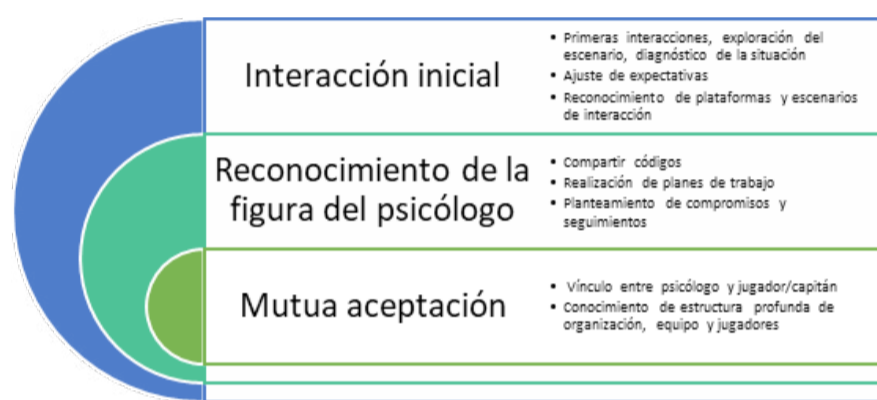 Interacción inicial
• Primeras interacciones, exploración del
escenario, diagnóstico de la situación
• Ajuste de expectativas
• Reconocimiento de plataformas y escenarios
de interacción
Reconocimiento de la
figura del psicólogo
• Compartir códigos
• Realización de planes de trabajo
• Planteamiento de compromisos y
seguimientos
Mutua aceptación
• Vínculo entre psicólogo y jugador/capitán
• Conocimiento de estructura profunda de
organización, equipo y jugadores